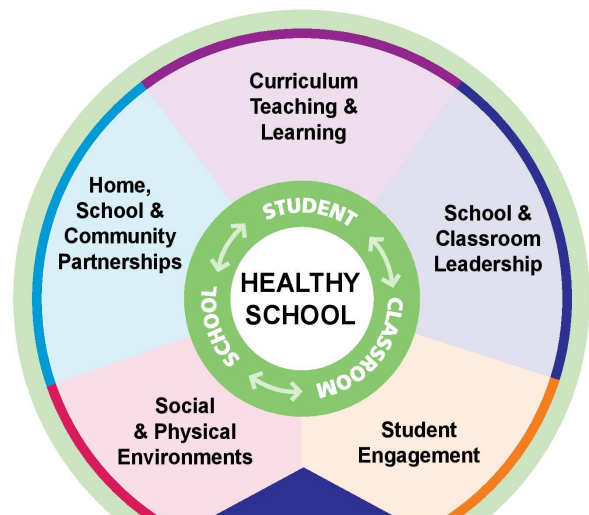 Curriculum
Teaching &
Learning
Home,
School &
Community
Partnerships
School &
Classroom
Leadership
STUDENT
CLASSROOM
SCHOOL
HEALTHY
SCHOOL
Social
& Physical
Environments
Student
Engagement